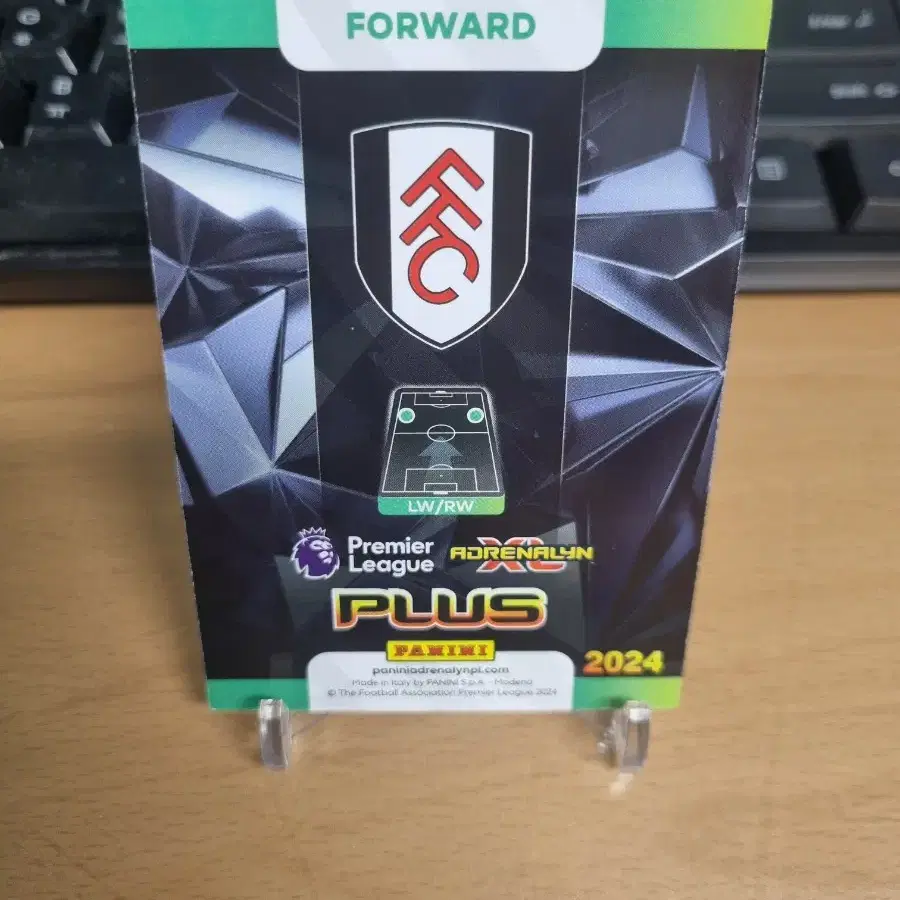 FORWARD
FFC
LW/RW
Premier
League
ADRENALYN
XL
PLUS
PANINI
2024
paniniadrenalynpl.com
Made in Italy by PANINI S.p.A. - Modena
© The Football Association Premier League 2024